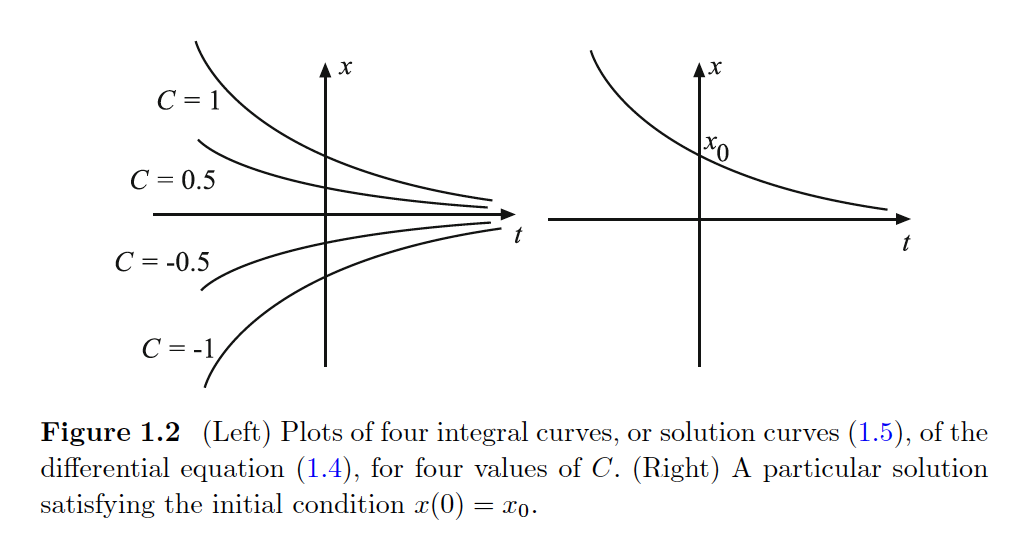 x
C = 1
C = 0.5
t
C = -0.5
C = -1
x
x0
t
Figure 1.2 (Left) Plots of four integral curves, or solution curves (1.5), of the
differential equation (1.4), for four values of C. (Right) A particular solution
satisfying the initial condition x(0) = x0.